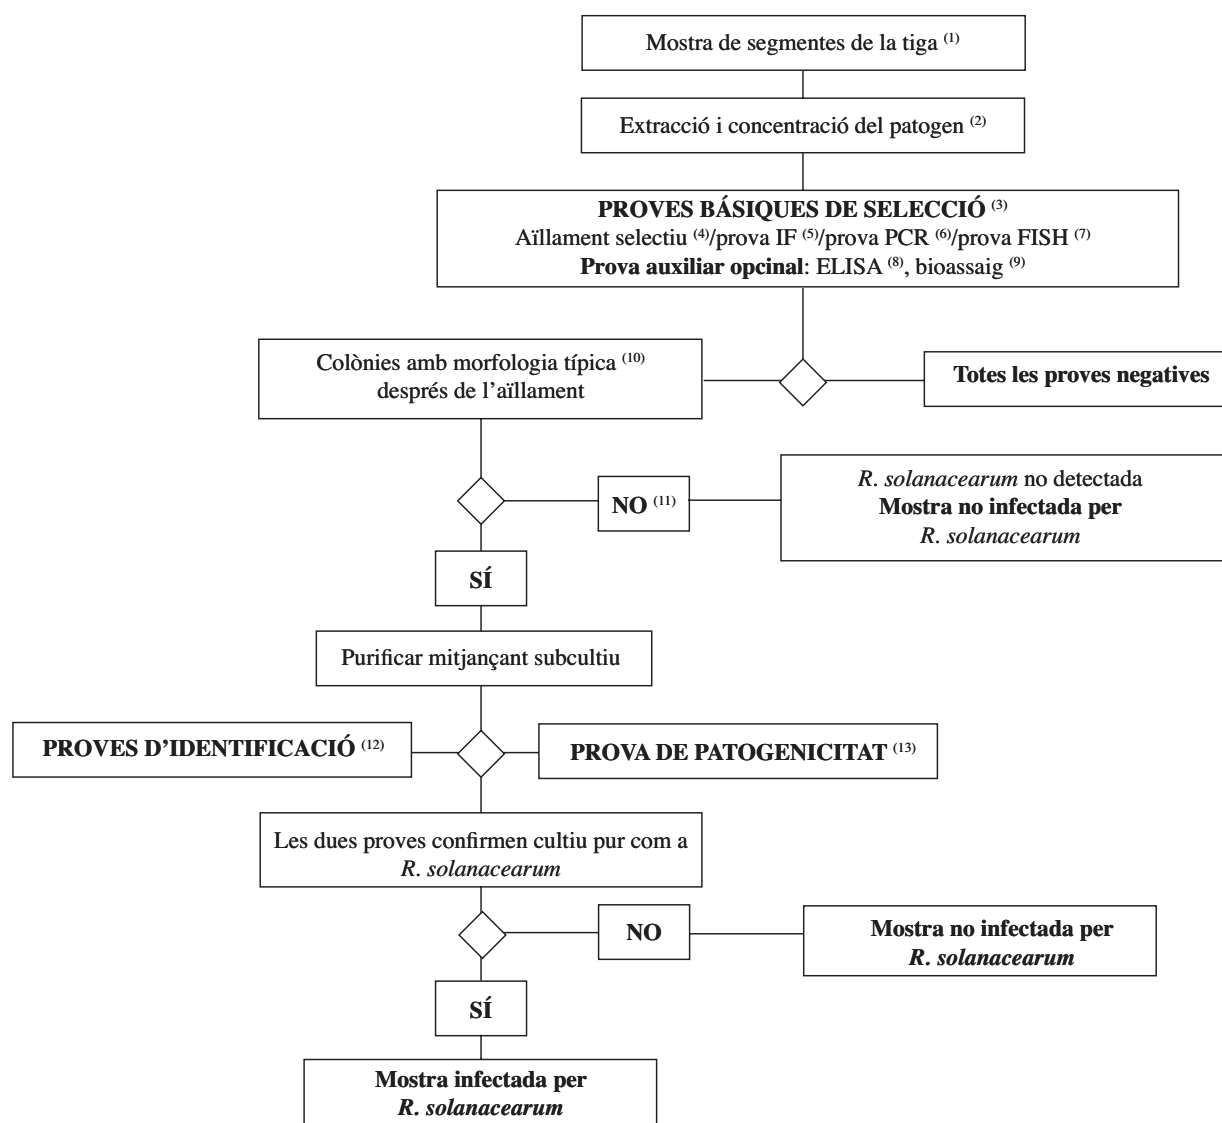 Mostra de segmentes de la tiga (1)
Extracció i concentració del patogen (2)
PROVES BÁSIQUES DE SELECCIÓ (3)
Aïllament selectiu (4)/prova IF (5)/prova PCR (6)/prova FISH (7)
Prova auxiliar opcinal: ELISA (8), bioassaig (9)
Colònies amb morfologia típica (10)
després de l’aïllament
Totes les proves negatives
NO (11)
R. solanacearum no detectada
Mostra no infectada per
R. solanacearum
SÍ
Purificar mitjançant subcultiu
PROVES D’IDENTIFICACIÓ (12)
PROVA DE PATOGENICITAT (13)
Les dues proves confirmen cultiu pur com a
R. solanacearum
NO
Mostra no infectada per
R. solanacearum
SÍ
Mostra infectada per
R. solanacearum